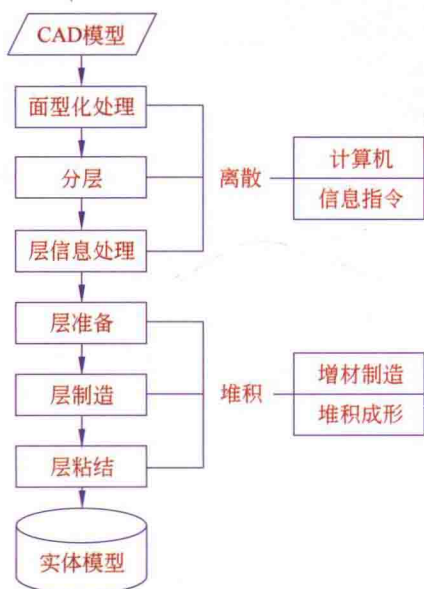 CAD模型
面型化处理
分层
离散
计算机
信息指令
层信息处理
层准备
层制造
堆积
增材制造
堆积成形
层粘结
实体模型